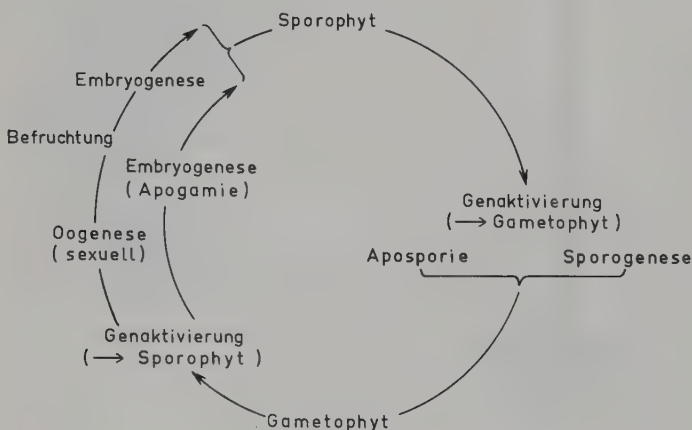 Sporophyt
Embryogenese
Befruchtung
Embryogenese
(Apogamie)
Genaktivierung
(→ Gametophyt)
Oogenese
(sexuell)
Aposporie Sporogenese
Genaktivierung
(→ Sporophyt)
Gametophyt